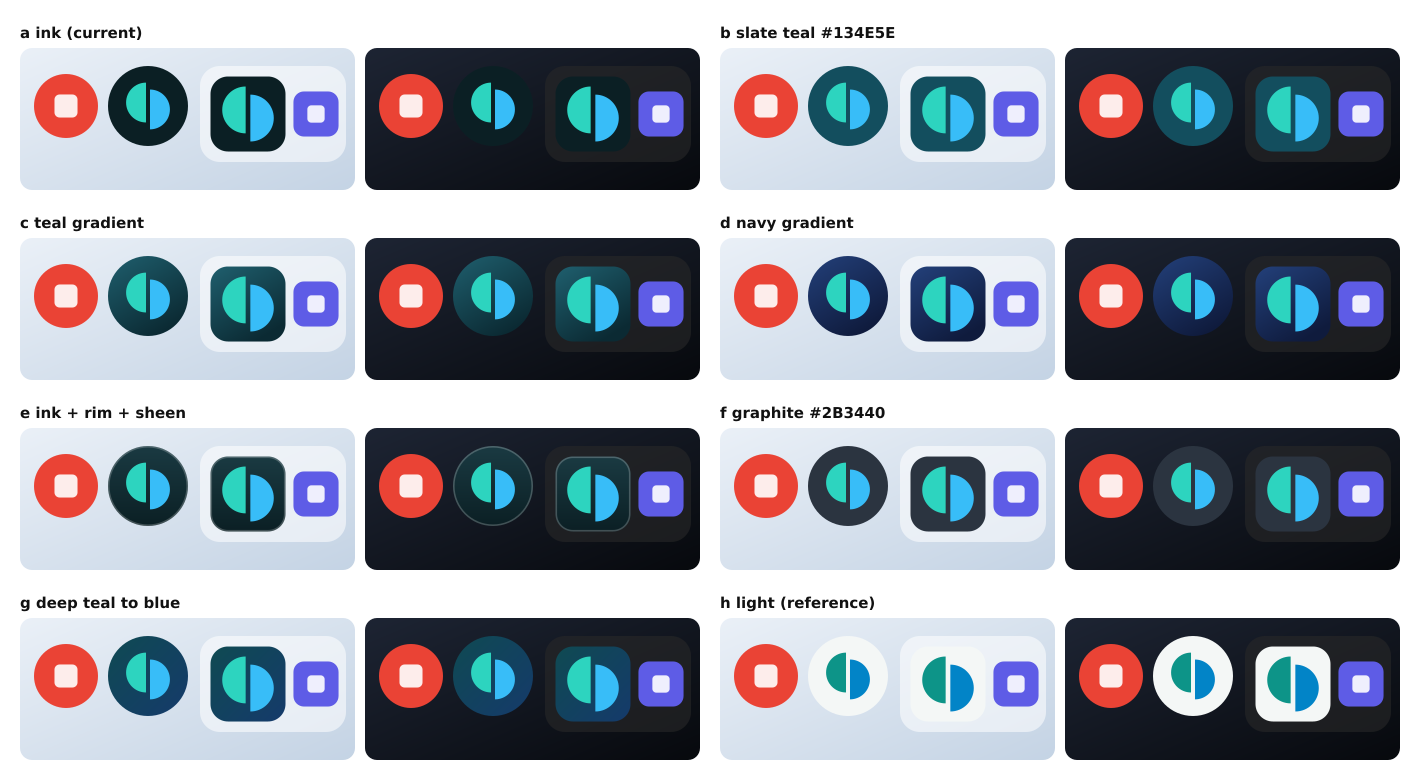 a ink (current)
b slate teal #134E5E
c teal gradient
d navy gradient
e ink + rim + sheen
f graphite #2B3440
g deep teal to blue
h light (reference)